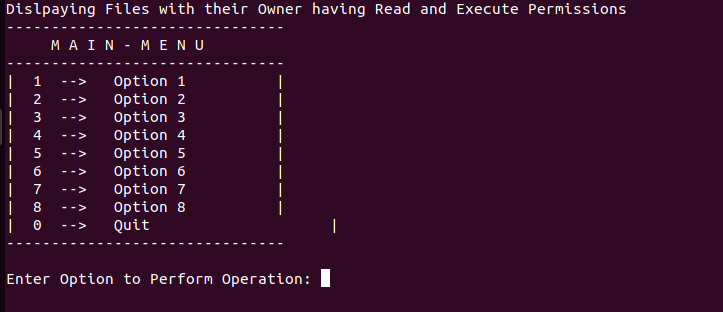 Dislpaying Files with their Owner having Read and Execute Permissions
-------------------------------
     M A I N - M E N U
-------------------------------
|  1  -->   Option 1          |
|  2  -->   Option 2          |
|  3  -->   Option 3          |
|  4  -->   Option 4          |
|  5  -->   Option 5          |
|  6  -->   Option 6          |
|  7  -->   Option 7          |
|  8  -->   Option 8          |
|  0  -->   Quit                    |
-------------------------------
Enter Option to Perform Operation: